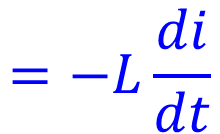 = −L di/dt